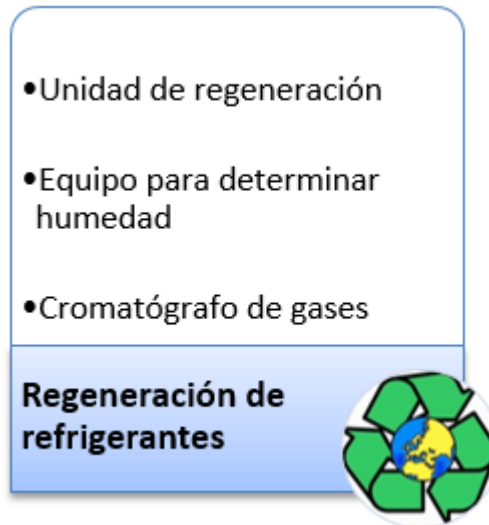 •Unidad de regeneración
•Equipo para determinar
humedad
•Cromatógrafo de gases
Regeneración de
refrigerantes